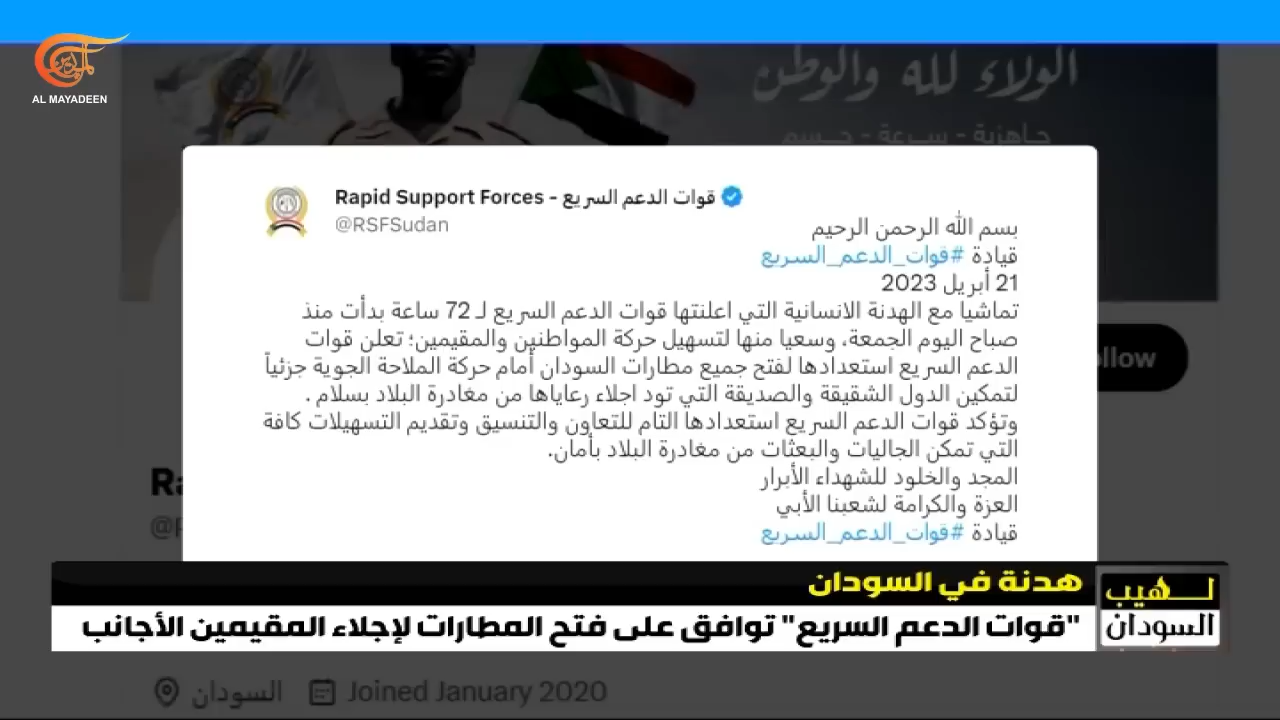 AL MAYADEEN
الولاء لله والوطن
جاهزية - سرعة - حسم
Rapid Support Forces - قوات الدعم السريع
@RSFSudan
بسم الله الرحمن الرحيم
قيادة #قوات_الدعم_السريع
21 أبريل 2023
تماشيا مع الهدنة الانسانية التي اعلنتها قوات الدعم السريع لـ 72 ساعة بدأت منذ
صباح اليوم الجمعة، وسعيا منها لتسهيل حركة المواطنين والمقيمين؛ تعلن قوات
الدعم السريع استعدادها لفتح جميع مطارات السودان أمام حركة الملاحة الجوية جزئياً
لتمكين الدول الشقيقة والصديقة التي تود اجلاء رعاياها من مغادرة البلاد بسلام .
وتؤكد قوات الدعم السريع استعدادها التام للتعاون والتنسيق وتقديم التسهيلات كافة
التي تمكن الجاليات والبعثات من مغادرة البلاد بأمان.
المجد والخلود للشهداء الأبرار
العزة والكرامة لشعبنا الأبي
قيادة #قوات_الدعم_السريع
ollow
Ra
هدنة في السودان
"قوات الدعم السريع" توافق على فتح المطارات لإجلاء المقيمين الأجانب
لهيب
السودان
السودان Joined January 2020